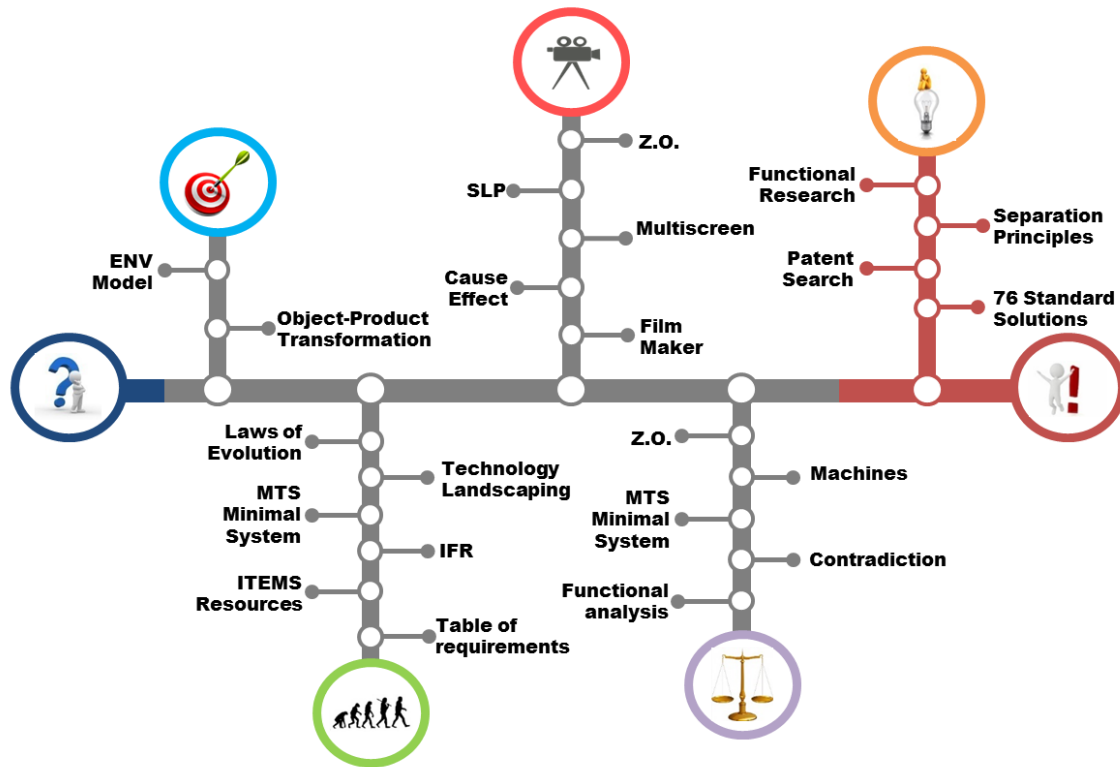 ENV
Model
Object-Product
Transformation
Laws of
Evolution
Technology
Landscaping
MTS
Minimal
System
IFR
ITEMS
Resources
Table of
requirements
Z.O.
SLP
Multiscreen
Cause
Effect
Film
Maker
Z.O.
Machines
MTS
Minimal
System
Contradiction
Functional
analysis
Functional
Research
Separation
Principles
Patent
Search
76 Standard
Solutions